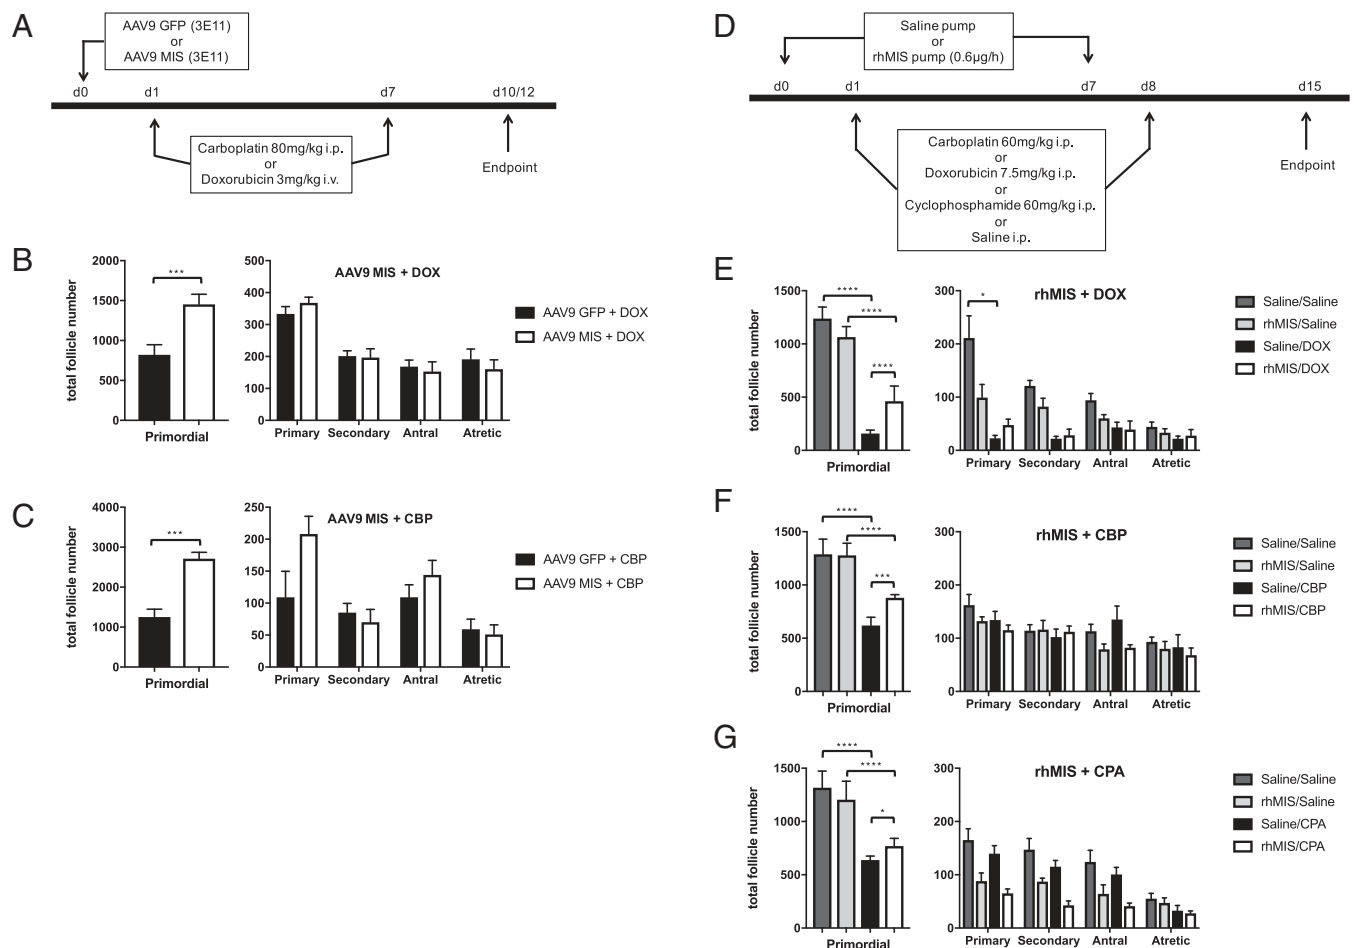 A
AAV9 GFP (3E11)
or
AAV9 MIS (3E11)
d0
d1
d7
d10/12
Carboplatin 80mg/kg i.p.
or
Doxorubicin 3mg/kg i.v.
Endpoint
B
total follicle number
2000
1500
1000
500
0
***
Primordial
500
400
300
200
100
0
AAV9 MIS + DOX
Primary
Secondary
Antral
Atretic
AAV9 GFP + DOX
AAV9 MIS + DOX
C
total follicle number
4000
3000
2000
1000
0
***
Primordial
250
200
150
100
50
0
AAV9 MIS + CBP
Primary
Secondary
Antral
Atretic
AAV9 GFP + CBP
AAV9 MIS + CBP
D
Saline pump
or
rhMIS pump (0.6µg/h)
d0
d1
d7
d8
d15
Carboplatin 60mg/kg i.p.
or
Doxorubicin 7.5mg/kg i.p.
or
Cyclophosphamide 60mg/kg i.p.
or
Saline i.p.
Endpoint
E
total follicle number
1500
1000
500
0
****
****
****
Primordial
300
200
100
0
*
rhMIS + DOX
Primary
Secondary
Antral
Atretic
Saline/Saline
rhMIS/Saline
Saline/DOX
rhMIS/DOX
F
total follicle number
1500
1000
500
0
****
****
***
Primordial
300
200
100
0
rhMIS + CBP
Primary
Secondary
Antral
Atretic
Saline/Saline
rhMIS/Saline
Saline/CBP
rhMIS/CBP
G
total follicle number
1500
1000
500
0
****
****
*
Primordial
300
200
100
0
rhMIS + CPA
Primary
Secondary
Antral
Atretic
Saline/Saline
rhMIS/Saline
Saline/CPA
rhMIS/CPA